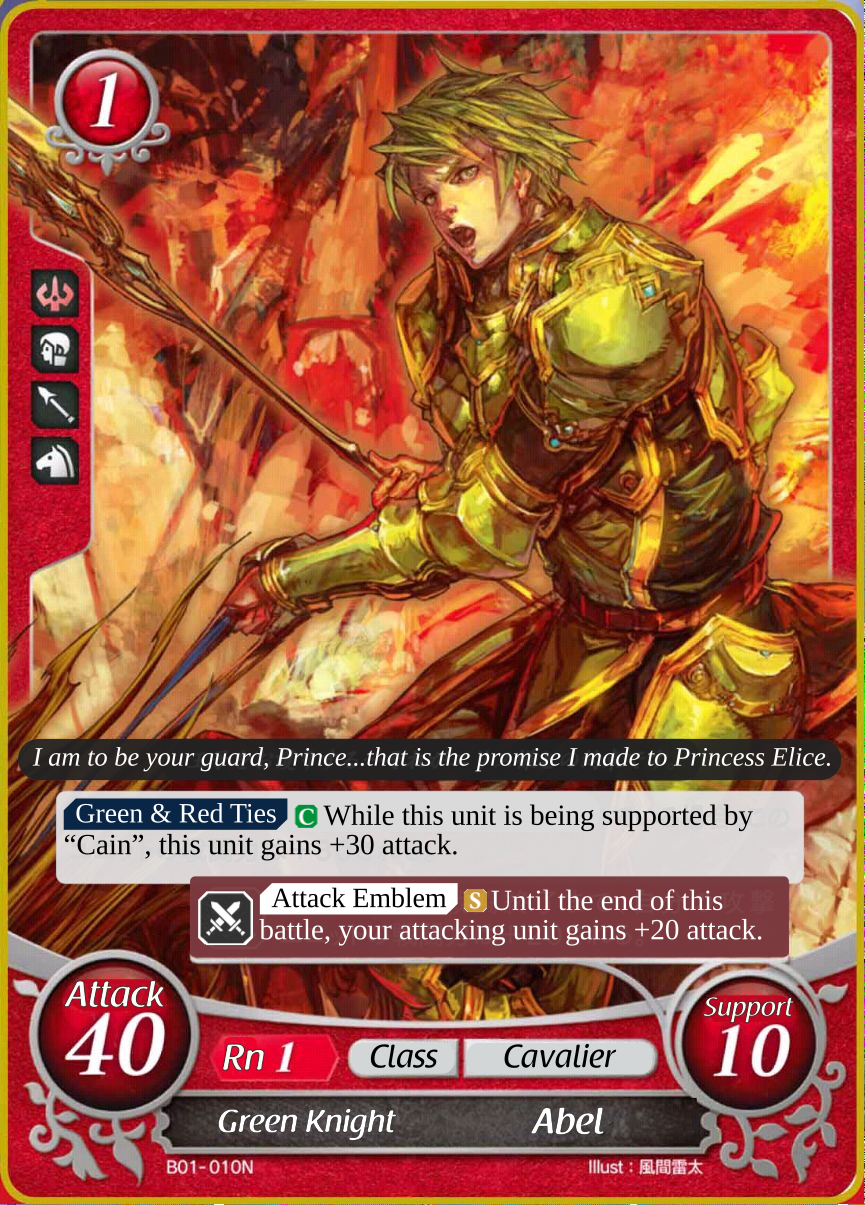 1
I am to be your guard, Prince...that is the promise I made to Princess Elice.
Green & Red Ties C While this unit is being supported by
“Cain”, this unit gains +30 attack.
Attack Emblem S Until the end of this
battle, your attacking unit gains +20 attack.
Attack
40
Support
10
Rn 1 Class Cavalier
Green Knight Abel
B01-010N Illust：風間雷太